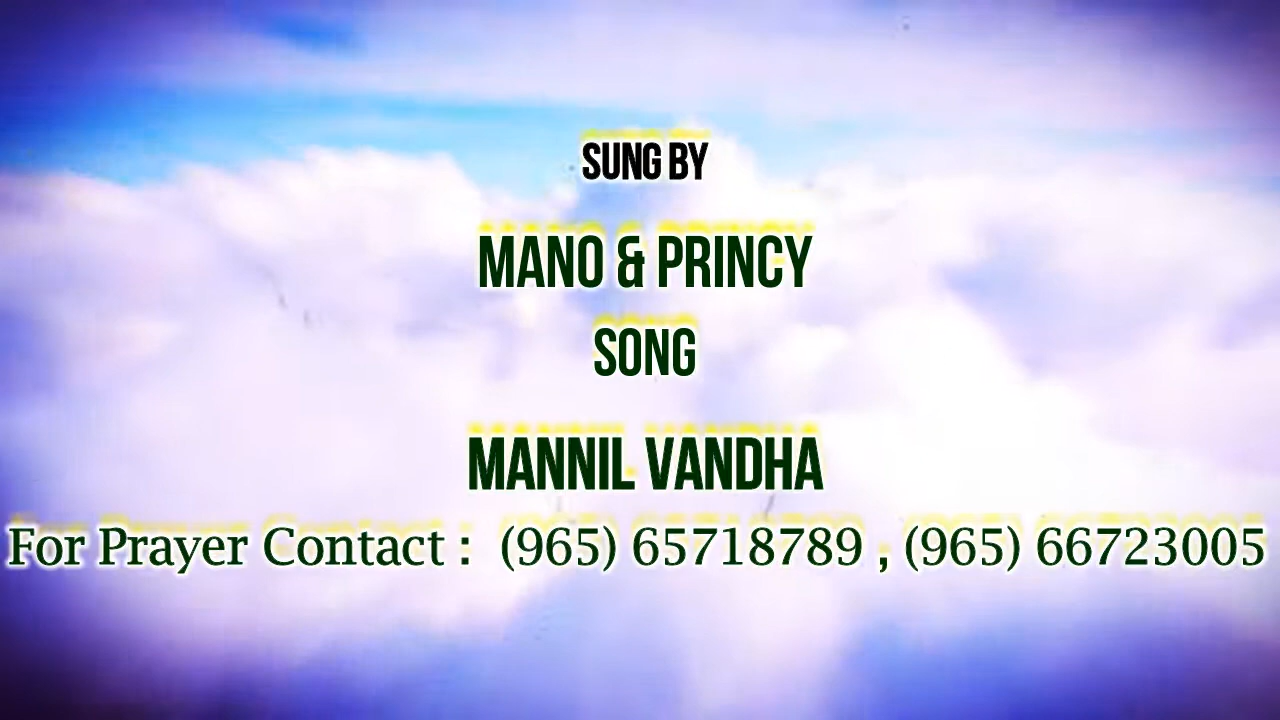 SUNG BY
MANO & PRINCY
SONG
MANNIL VANDHA
For Prayer Contact : (965) 65718789 , (965) 66723005